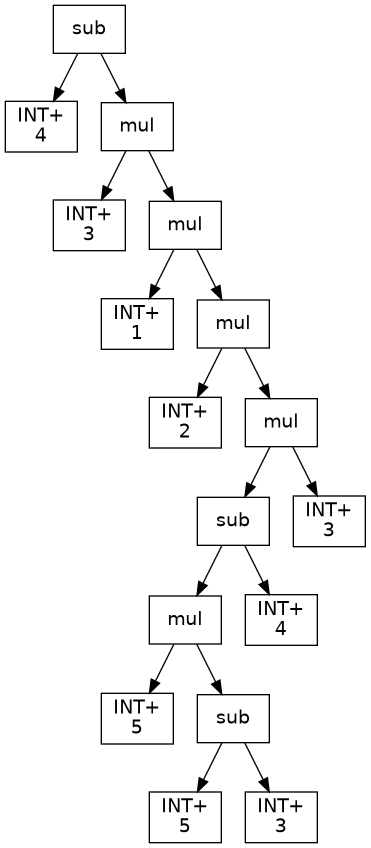 sub
INT+
4
mul
INT+
3
mul
INT+
1
mul
INT+
2
mul
sub
INT+
3
mul
INT+
4
INT+
5
sub
INT+
5
INT+
3